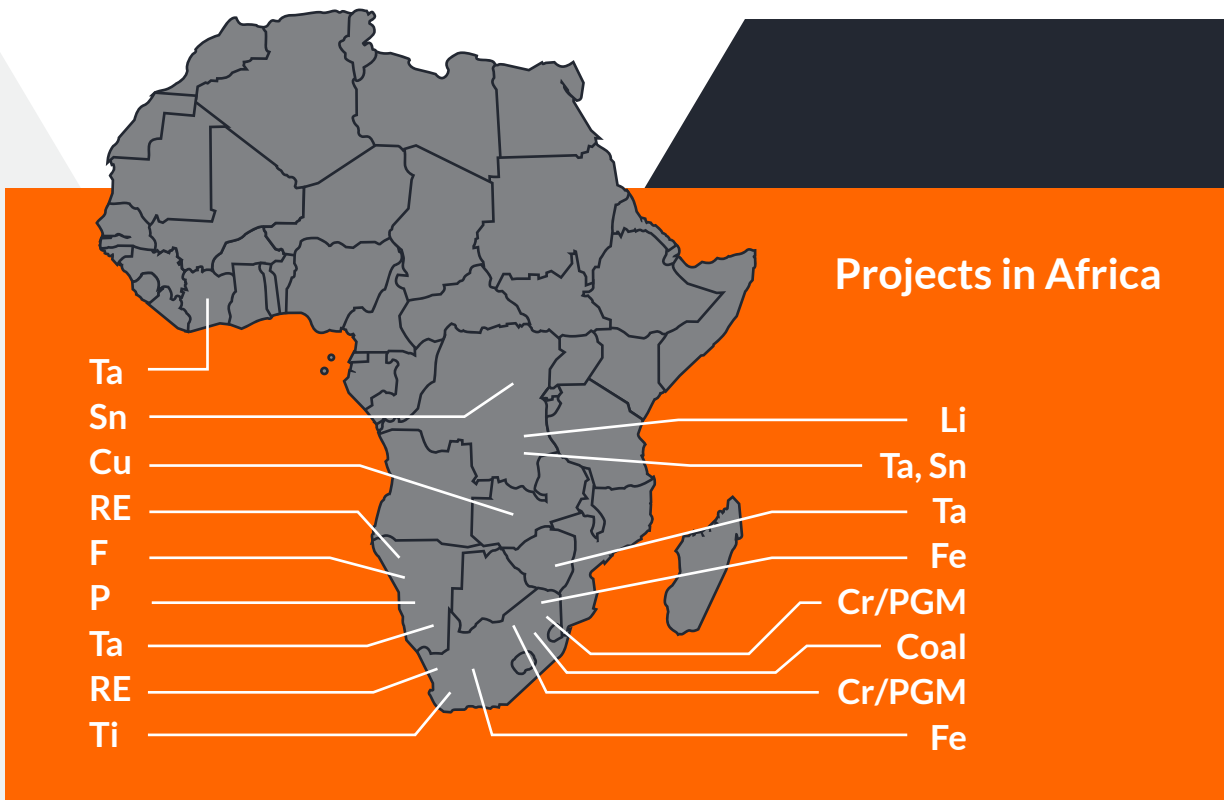 Projects in Africa
Ta
Sn
Cu
RE
F
P
Ta
RE
Ti
Li
Ta, Sn
Ta
Fe
Cr/PGM
Coal
Cr/PGM
Fe